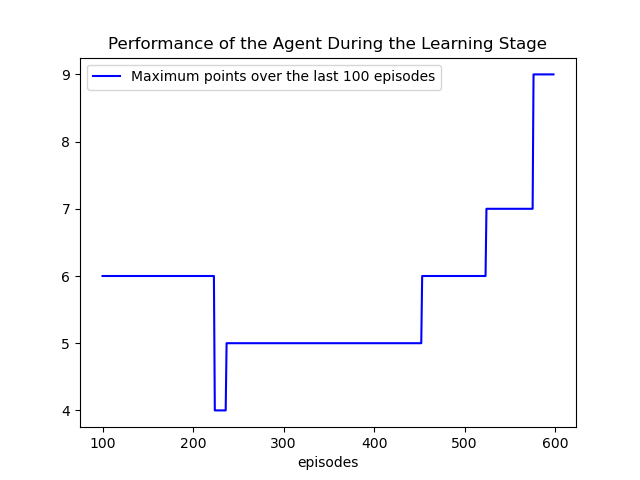 Performance of the Agent During the Learning Stage
Maximum points over the last 100 episodes
9
8
7
6
5
4
100 200 300 400 500 600
episodes